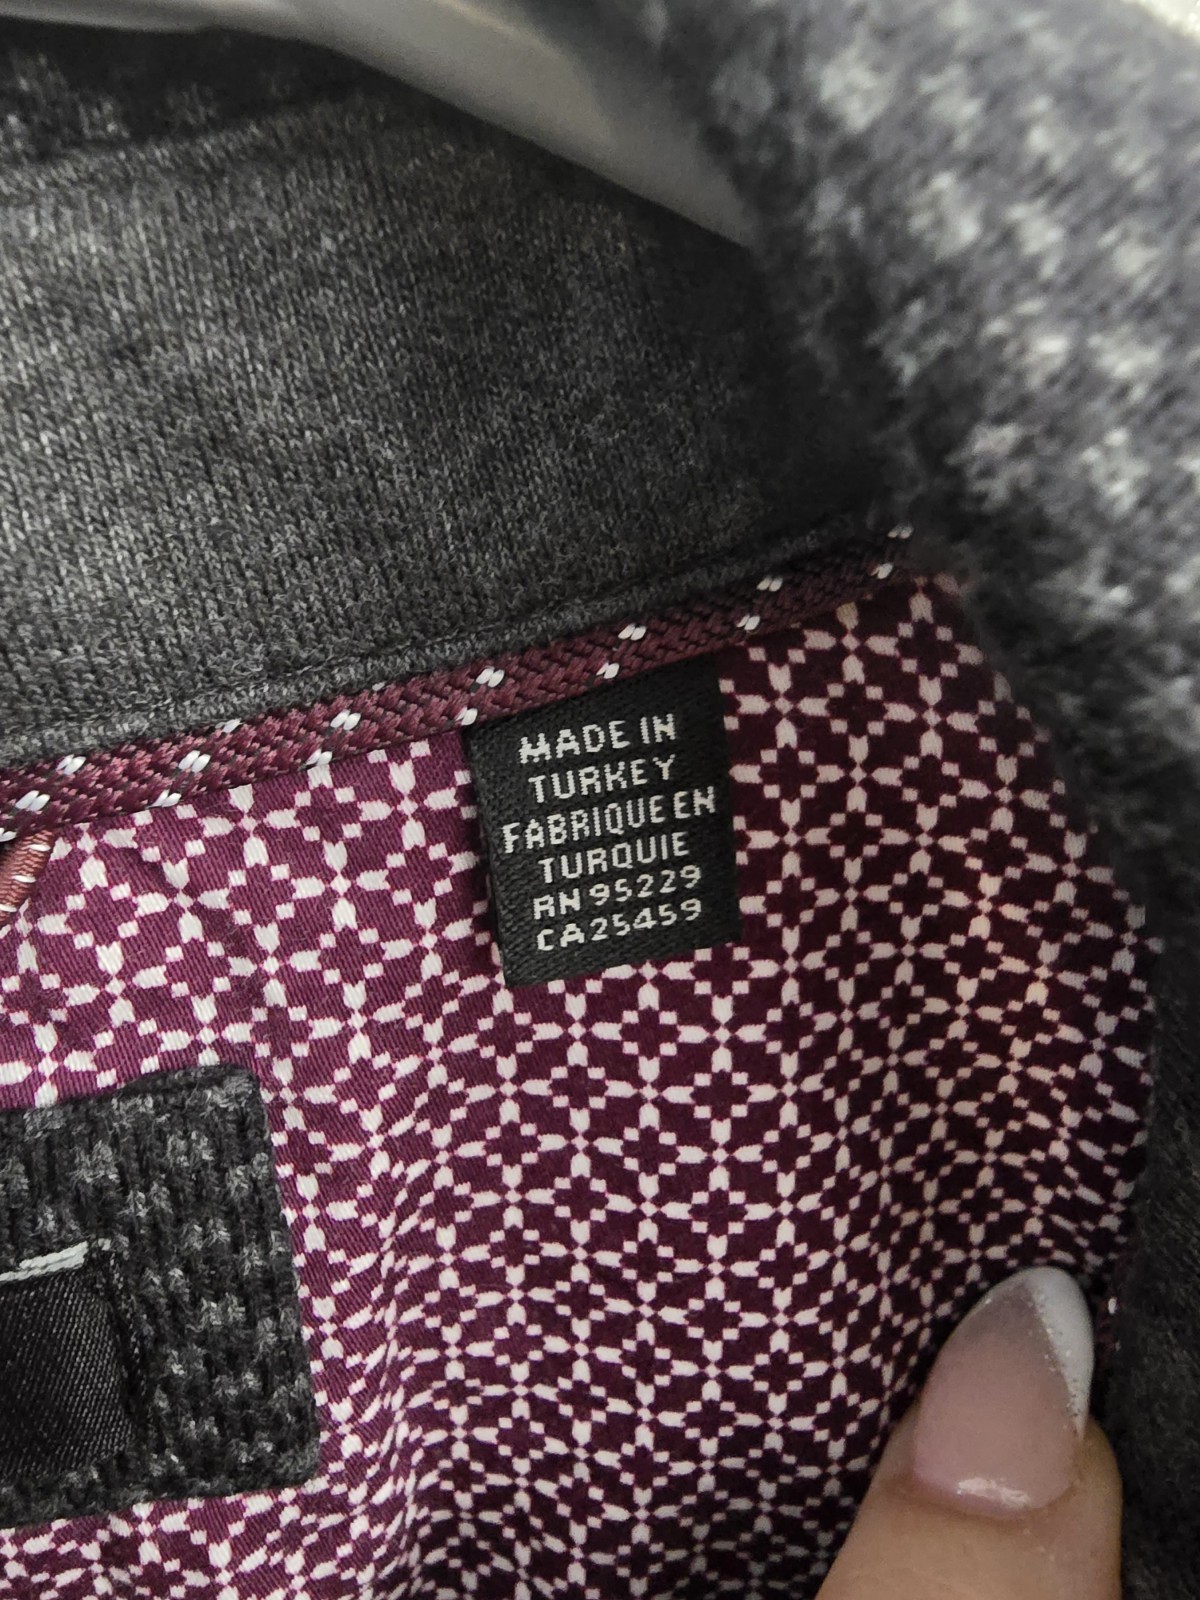 MADE IN
TURKEY
FABRIQUE EN
TURQUIE
RN 95229
CA 25459